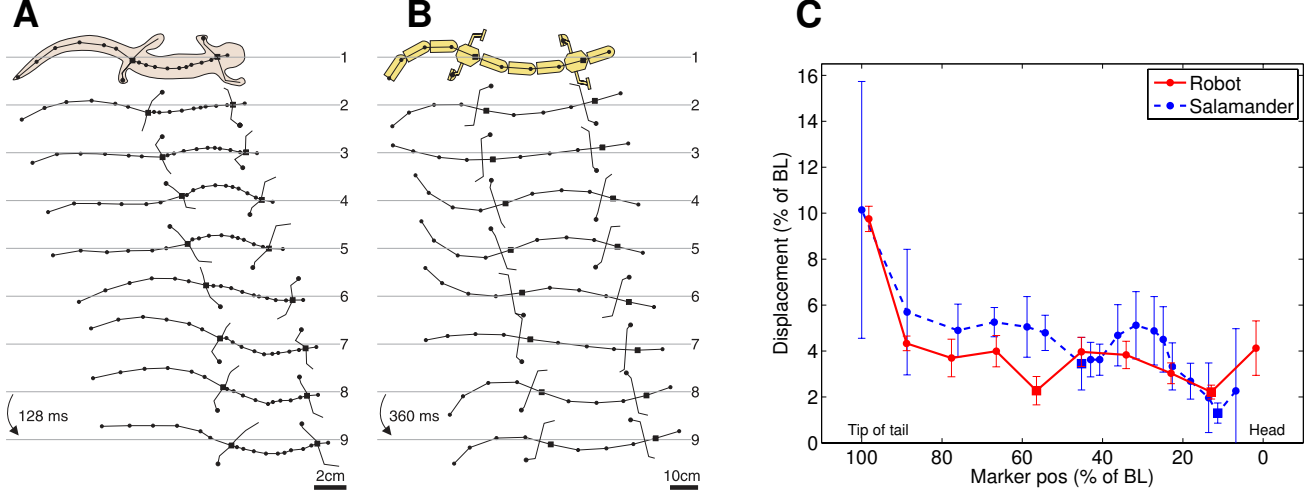 A
1
2
3
4
5
6
7
8
9
128 ms
2cm
B
1
2
3
4
5
6
7
8
9
360 ms
10cm
C
Displacement (% of BL)
16
14
12
10
8
6
4
2
0
Robot
Salamander
Tip of tail
Head
100
80
60
40
20
0
Marker pos (% of BL)